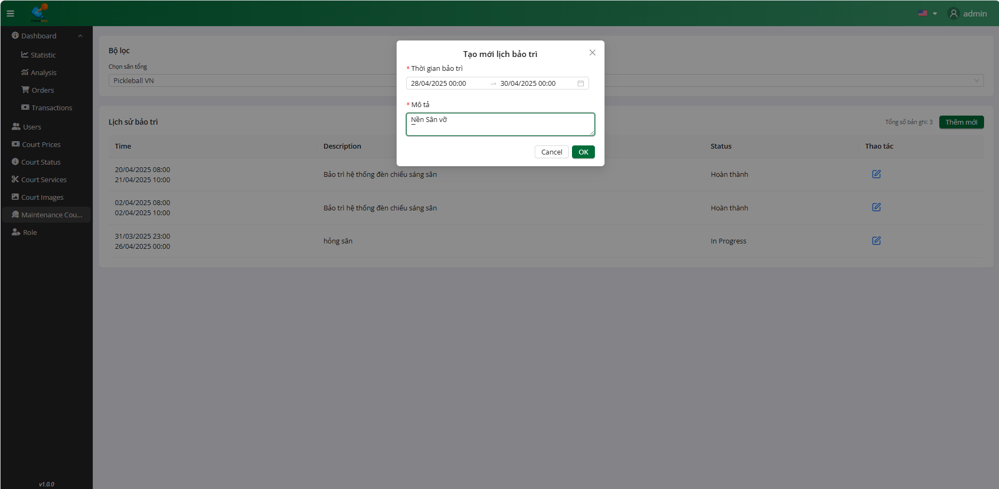 admin
Dashboard
Statistic
Analysis
Orders
Transactions
Users
Court Prices
Court Status
Court Services
Court Images
Maintenance Cou...
Role
v1.0.0
Bộ lọc
Chọn sân tổng
Pickleball VN
Lịch sử bảo trì
Tổng số bản ghi: 3
Thêm mới
Time Description Status Thao tác
20/04/2025 08:00
21/04/2025 10:00
Bảo trì hệ thống đèn chiếu sáng sân
Hoàn thành
02/04/2025 08:00
02/04/2025 10:00
Bảo trì hệ thống đèn chiếu sáng sân
Hoàn thành
31/03/2025 23:00
26/04/2025 00:00
hỏng sân
In Progress
Tạo mới lịch bảo trì
* Thời gian bảo trì
28/04/2025 00:00 → 30/04/2025 00:00
* Mô tả
Nền Sân vỡ
Cancel
OK